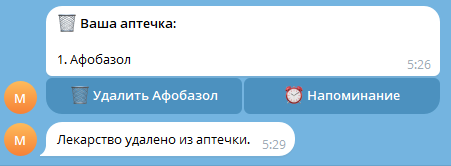 🗑 Ваша аптечка:
1. Афобазол
5:26
M
🗑 Удалить Афобазол
⏰ Напоминание
M
Лекарство удалено из аптечки.
5:29